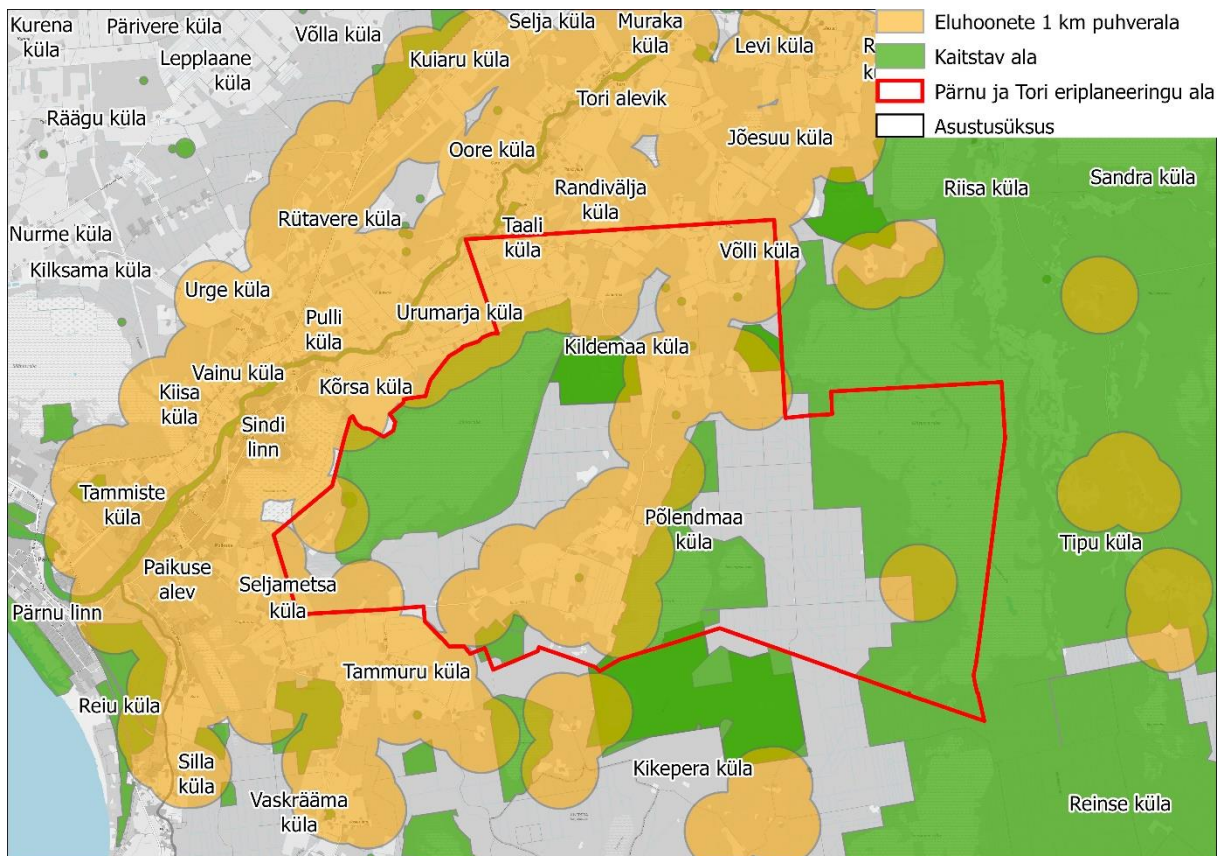 Kurena
küla
Pärivere küla
Lepplaane
küla
Räägu küla
Võlla küla
Kuiaru küla
Selja küla
Muraka
küla
Levi küla
Tori alevik
Oore küla
Jõesuu küla
Randivälja
küla
Rütavere küla
Taali
küla
Võlli küla
Riisa küla
Sandra küla
Nurme küla
Kilksama küla
Urge küla
Urumarja küla
Pulli
küla
Kildemaa küla
Vainu küla
Kõrsa küla
Kiisa
küla
Sindi
linn
Tammiste
küla
Põlendmaa
küla
Tipu küla
Paikuse
alev
Seljametsa
küla
Pärnu linn
Tammuru küla
Reiu küla
Silla
küla
Kikepera küla
Vaskrääma
küla
Reinse küla
Eluhoonete 1 km puhverala
Kaitstav ala
Pärnu ja Tori eriplaneeringu ala
Asustusüksus